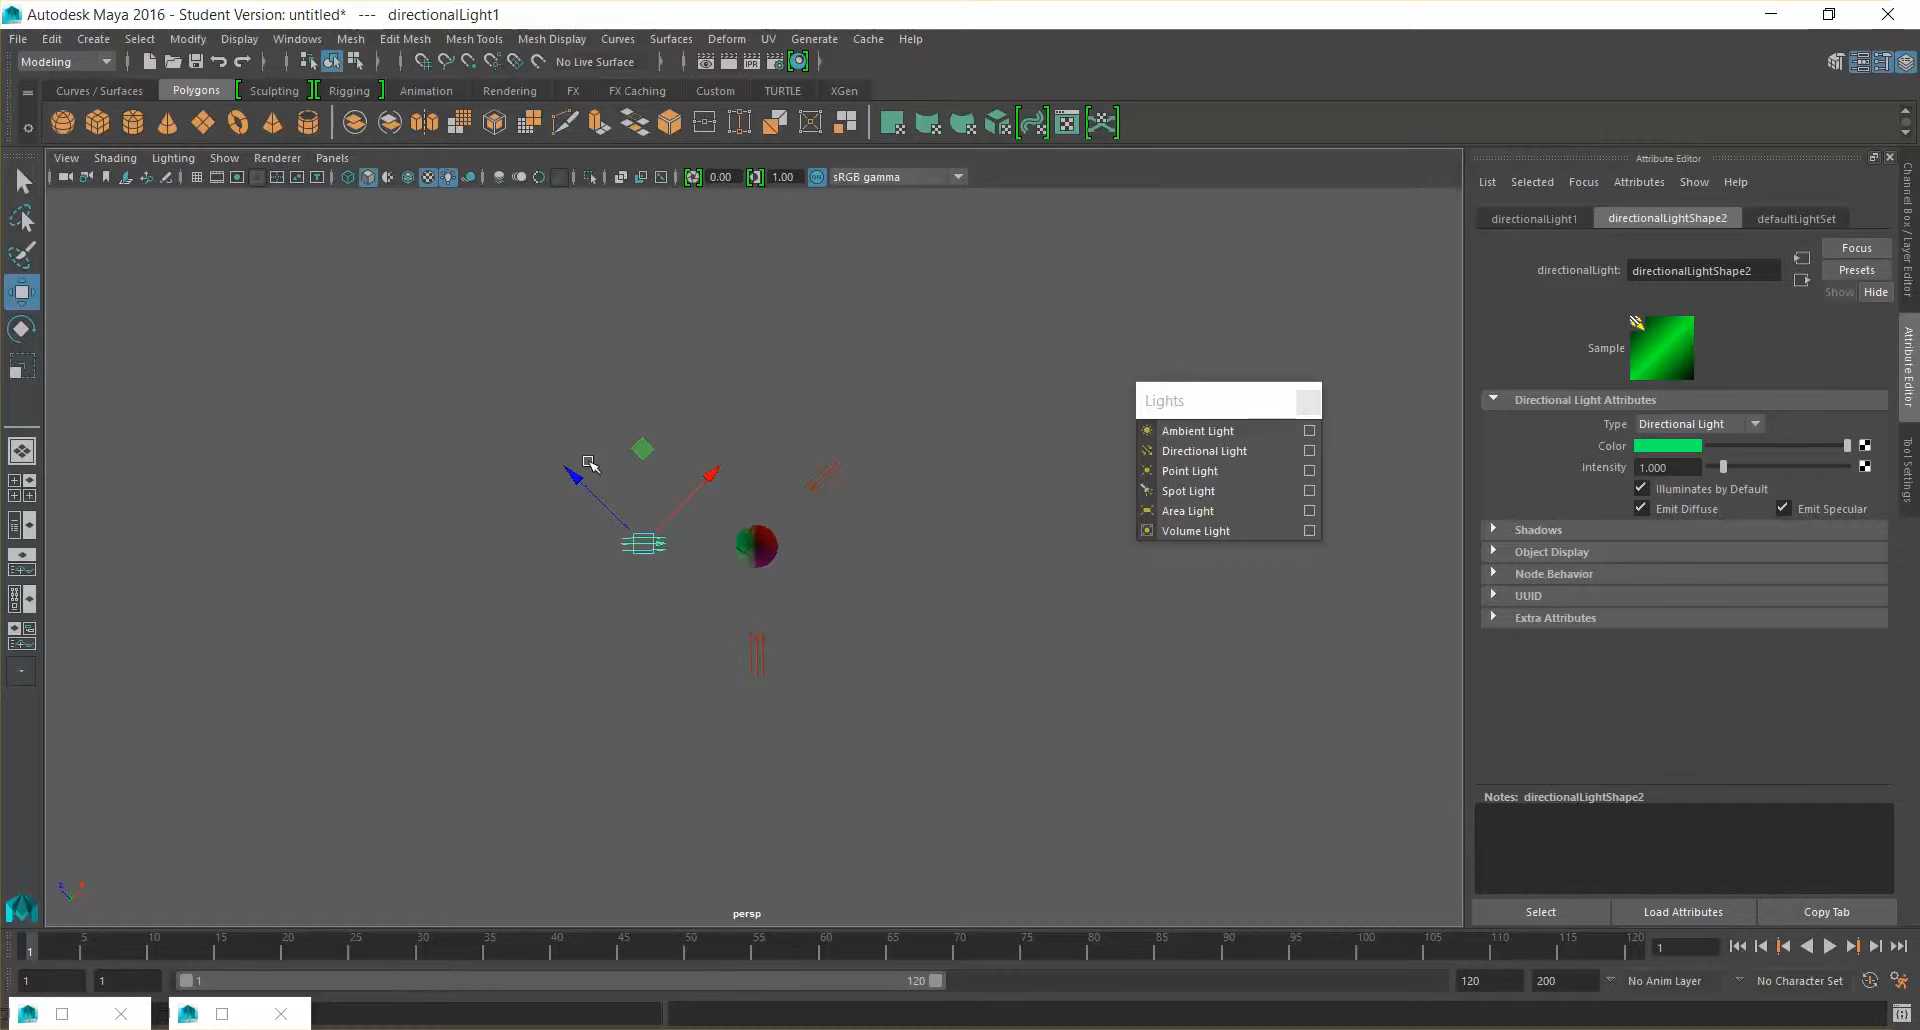 Autodesk Maya 2016 - Student Version: untitled* --- directionalLight1
File Edit Create Select Modify Display Windows Mesh Edit Mesh Mesh Tools Mesh Display Curves Surfaces Deform UV Generate Cache Help
Modeling No Live Surface
IPR
Curves / Surfaces Polygons Sculpting Rigging Animation Rendering FX FX Caching Custom TURTLE XGen
View Shading Lighting Show Renderer Panels
0.00 1.00 ON sRGB gamma
Attribute Editor
List Selected Focus Attributes Show Help
directionalLight1 directionalLightShape2 defaultLightSet
Focus
directionalLight: directionalLightShape2 Presets
Show Hide
Sample
Directional Light Attributes
Type Directional Light
Color
Intensity 1.000
Illuminates by Default
Emit Diffuse Emit Specular
Shadows
Object Display
Node Behavior
UUID
Extra Attributes
Notes: directionalLightShape2
Select Load Attributes Copy Tab
Channel Box / Layer Editor
Attribute Editor
Tool Settings
Lights
Ambient Light
Directional Light
Point Light
Spot Light
Area Light
Volume Light
z x
persp
1 5 10 15 20 25 30 35 40 45 50 55 60 65 70 75 80 85 90 95 100 105 110 115 120 1
1 1 1 120 120 200 No Anim Layer No Character Set